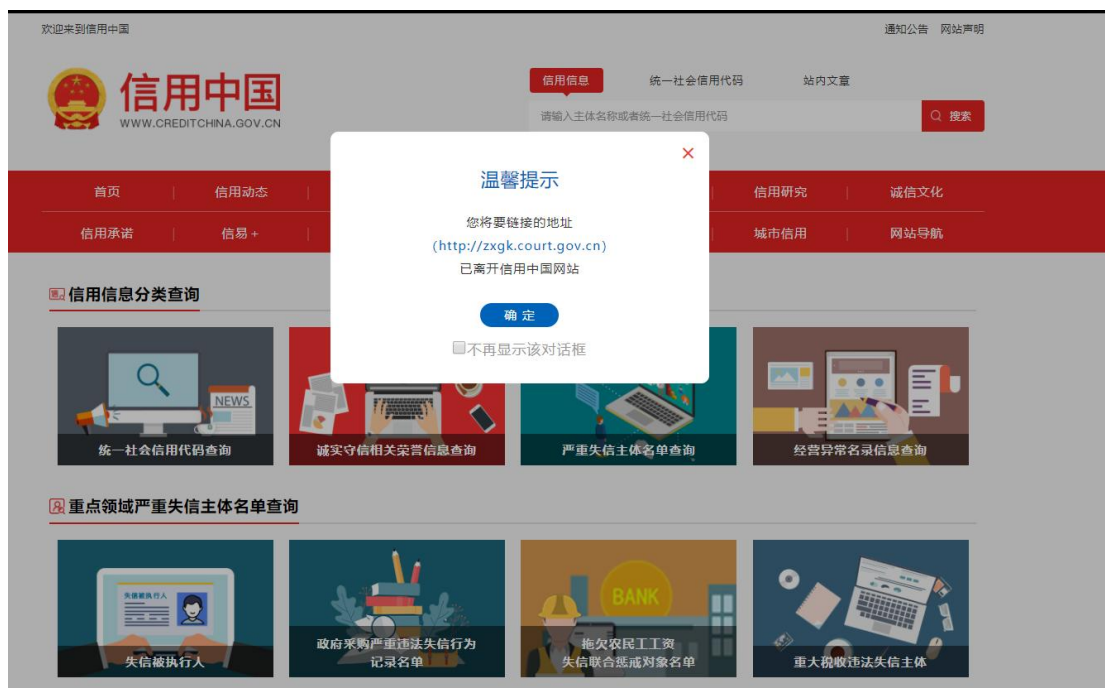 欢迎来到信用中国
通知公告 网站声明
信用中国
WWW.CREDITCHINA.GOV.CN
信用信息 统一社会信用代码 站内文章
请输入主体名称或者统一社会信用代码
搜索
温馨提示
您将要链接的地址
(http://zxgk.court.gov.cn)
已离开信用中国网站
确定
不再显示该对话框
首页 信用动态 信用研究 诚信文化
信用承诺 信易+ 城市信用 网站导航
信用信息分类查询
NEWS
统一社会信用代码查询
诚实守信相关荣誉信息查询
严重失信主体名单查询
经营异常名录信息查询
重点领域严重失信主体名单查询
失信被执行人
失信被执行人
政府采购严重违法失信行为
记录名单
BANK
拖欠农民工工资
失信联合惩戒对象名单
重大税收违法失信主体